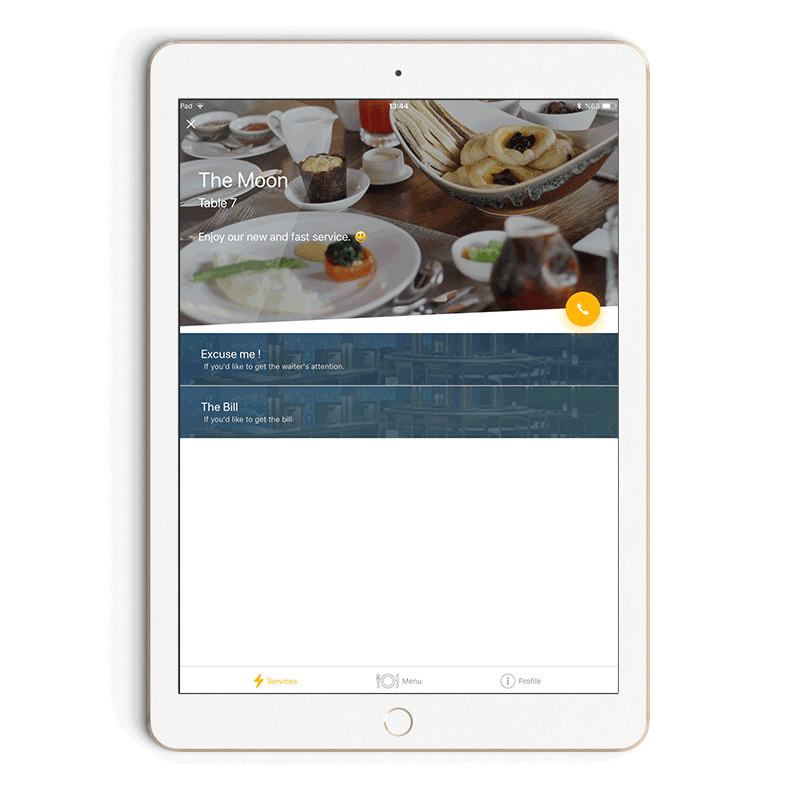 Pad 13:44 %63
The Moon
Table 7
Enjoy our new and fast service. 😃
Excuse me !
If you'd like to get the waiter's attention.
The Bill
If you'd like to get the bill.
Services Menu Profile